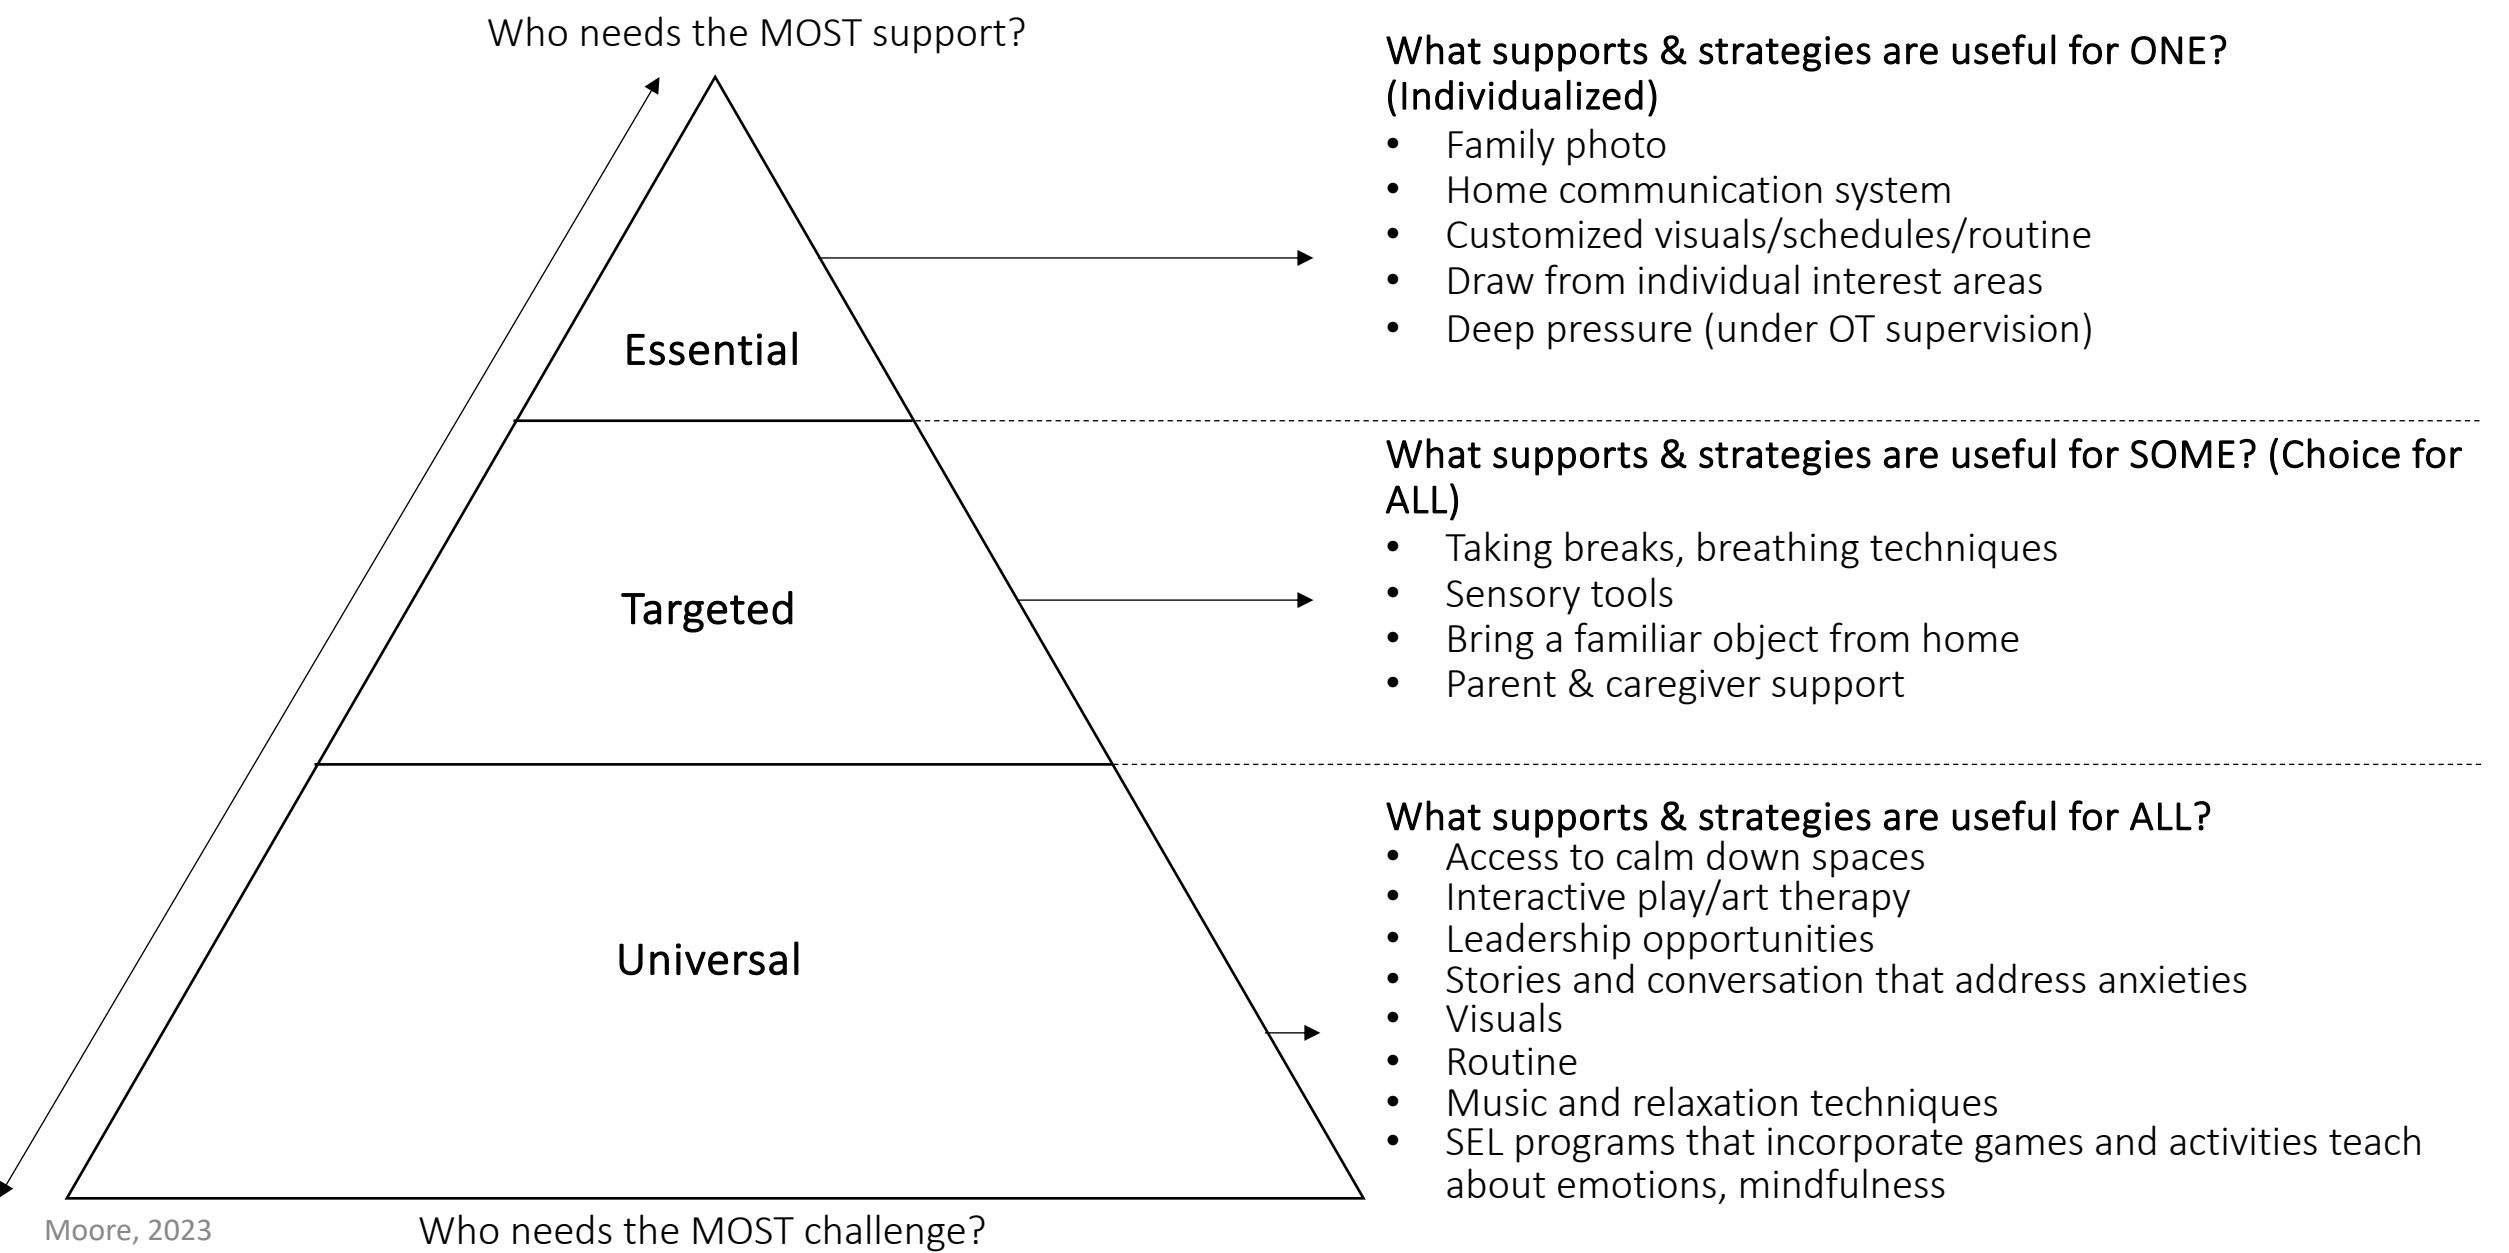 Who needs the MOST support?
Essential
Targeted
Universal
Who needs the MOST challenge?
Moore, 2023
What supports & strategies are useful for ONE?
(Individualized)
• Family photo
• Home communication system
• Customized visuals/schedules/routine
• Draw from individual interest areas
• Deep pressure (under OT supervision)
What supports & strategies are useful for SOME? (Choice for
ALL)
• Taking breaks, breathing techniques
• Sensory tools
• Bring a familiar object from home
• Parent & caregiver support
What supports & strategies are useful for ALL?
• Access to calm down spaces
• Interactive play/art therapy
• Leadership opportunities
• Stories and conversation that address anxieties
• Visuals
• Routine
• Music and relaxation techniques
• SEL programs that incorporate games and activities teach
about emotions, mindfulness